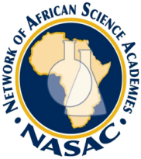 NETWORK OF AFRICAN SCIENCE ACADEMIES
• NASAC •